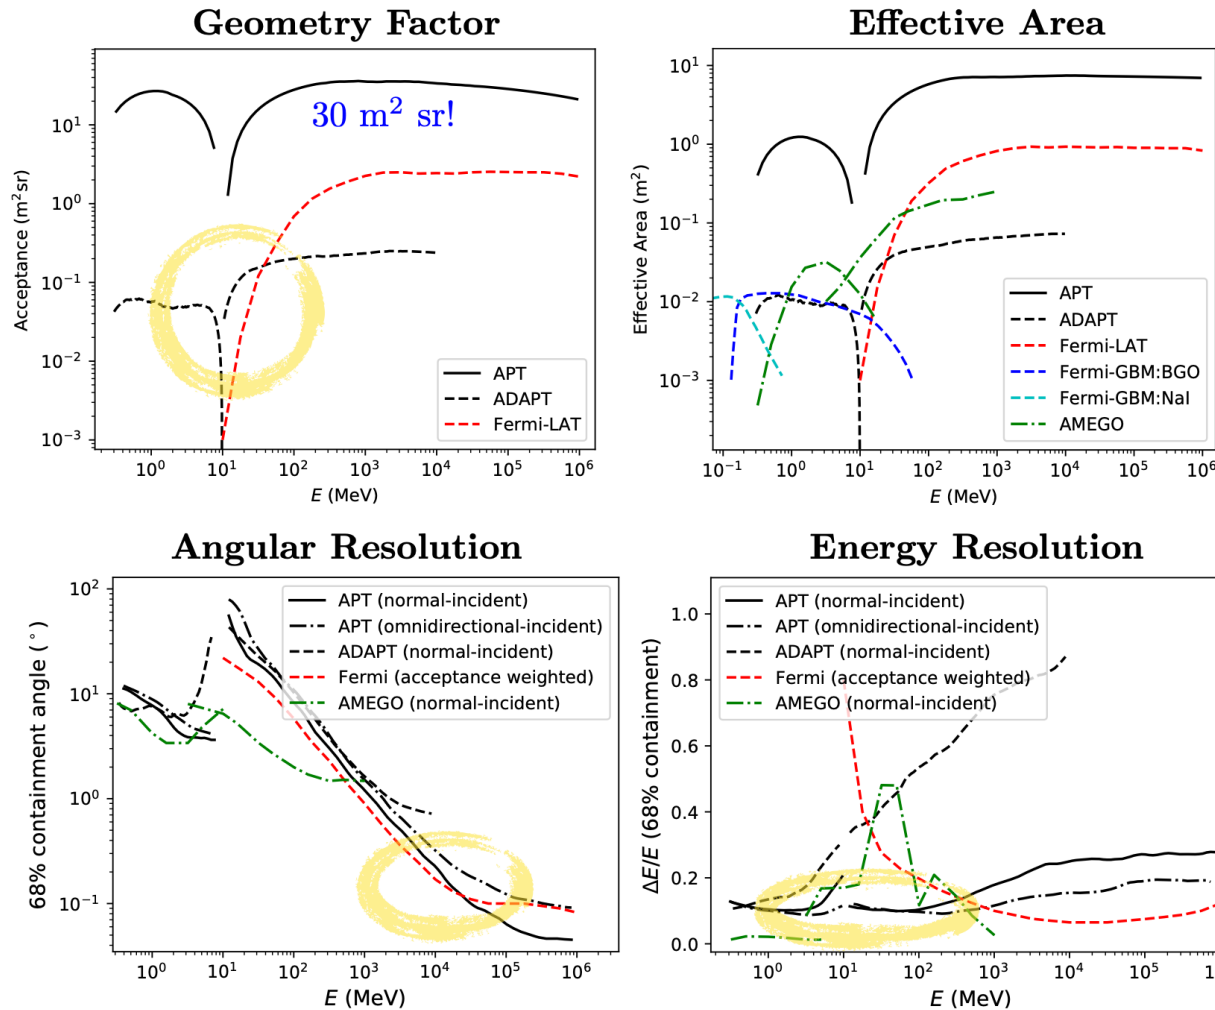 Geometry Factor
Acceptance (m²sr)
10¹
10⁰
10⁻¹
10⁻²
10⁻³
30 m² sr!
APT
ADAPT
Fermi-LAT
10⁰ 10¹ 10² 10³ 10⁴ 10⁵ 10⁶
E (MeV)
Effective Area
Effective Area (m²)
10¹
10⁰
10⁻¹
10⁻²
10⁻³
APT
ADAPT
Fermi-LAT
Fermi-GBM:BGO
Fermi-GBM:NaI
AMEGO
10⁻¹ 10⁰ 10¹ 10² 10³ 10⁴ 10⁵ 10⁶
E (MeV)
Angular Resolution
68% containment angle (°)
10²
10¹
10⁰
10⁻¹
APT (normal-incident)
APT (omnidirectional-incident)
ADAPT (normal-incident)
Fermi (acceptance weighted)
AMEGO (normal-incident)
10⁰ 10¹ 10² 10³ 10⁴ 10⁵ 10⁶
E (MeV)
Energy Resolution
ΔE/E (68% containment)
1.0
0.8
0.6
0.4
0.2
0.0
APT (normal-incident)
APT (omnidirectional-incident)
ADAPT (normal-incident)
Fermi (acceptance weighted)
AMEGO (normal-incident)
10⁰ 10¹ 10² 10³ 10⁴ 10⁵
E (MeV)